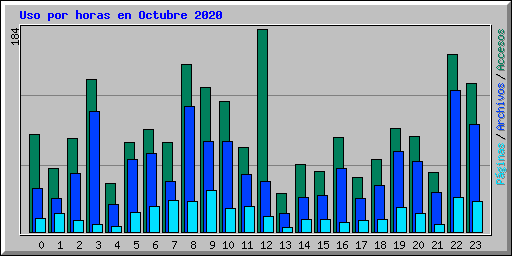 Uso por horas en Octubre 2020
184
Páginas / Archivos / Accesos
0 1 2 3 4 5 6 7 8 9 10 11 12 13 14 15 16 17 18 19 20 21 22 23